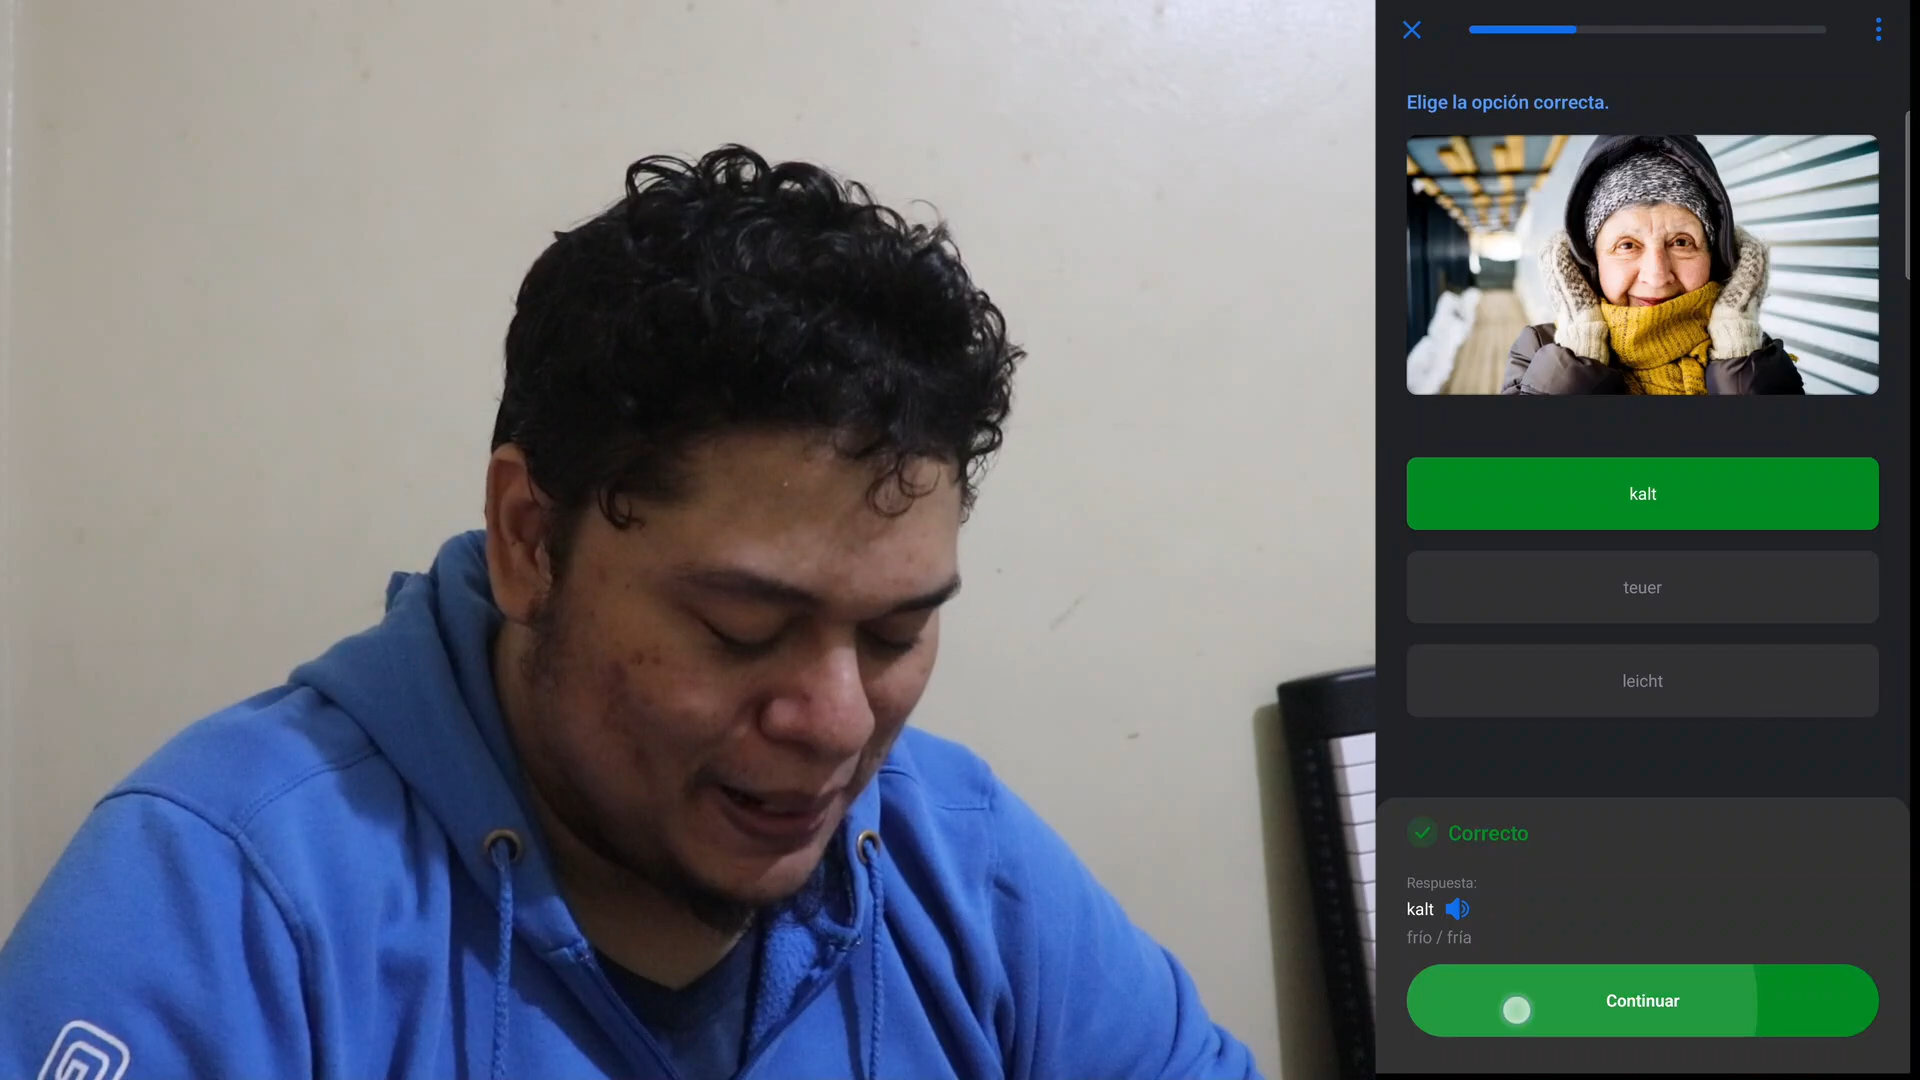 Elige la opción correcta.
kalt
teuer
leicht
Correcto
Respuesta:
kalt
frío / fría
Continuar